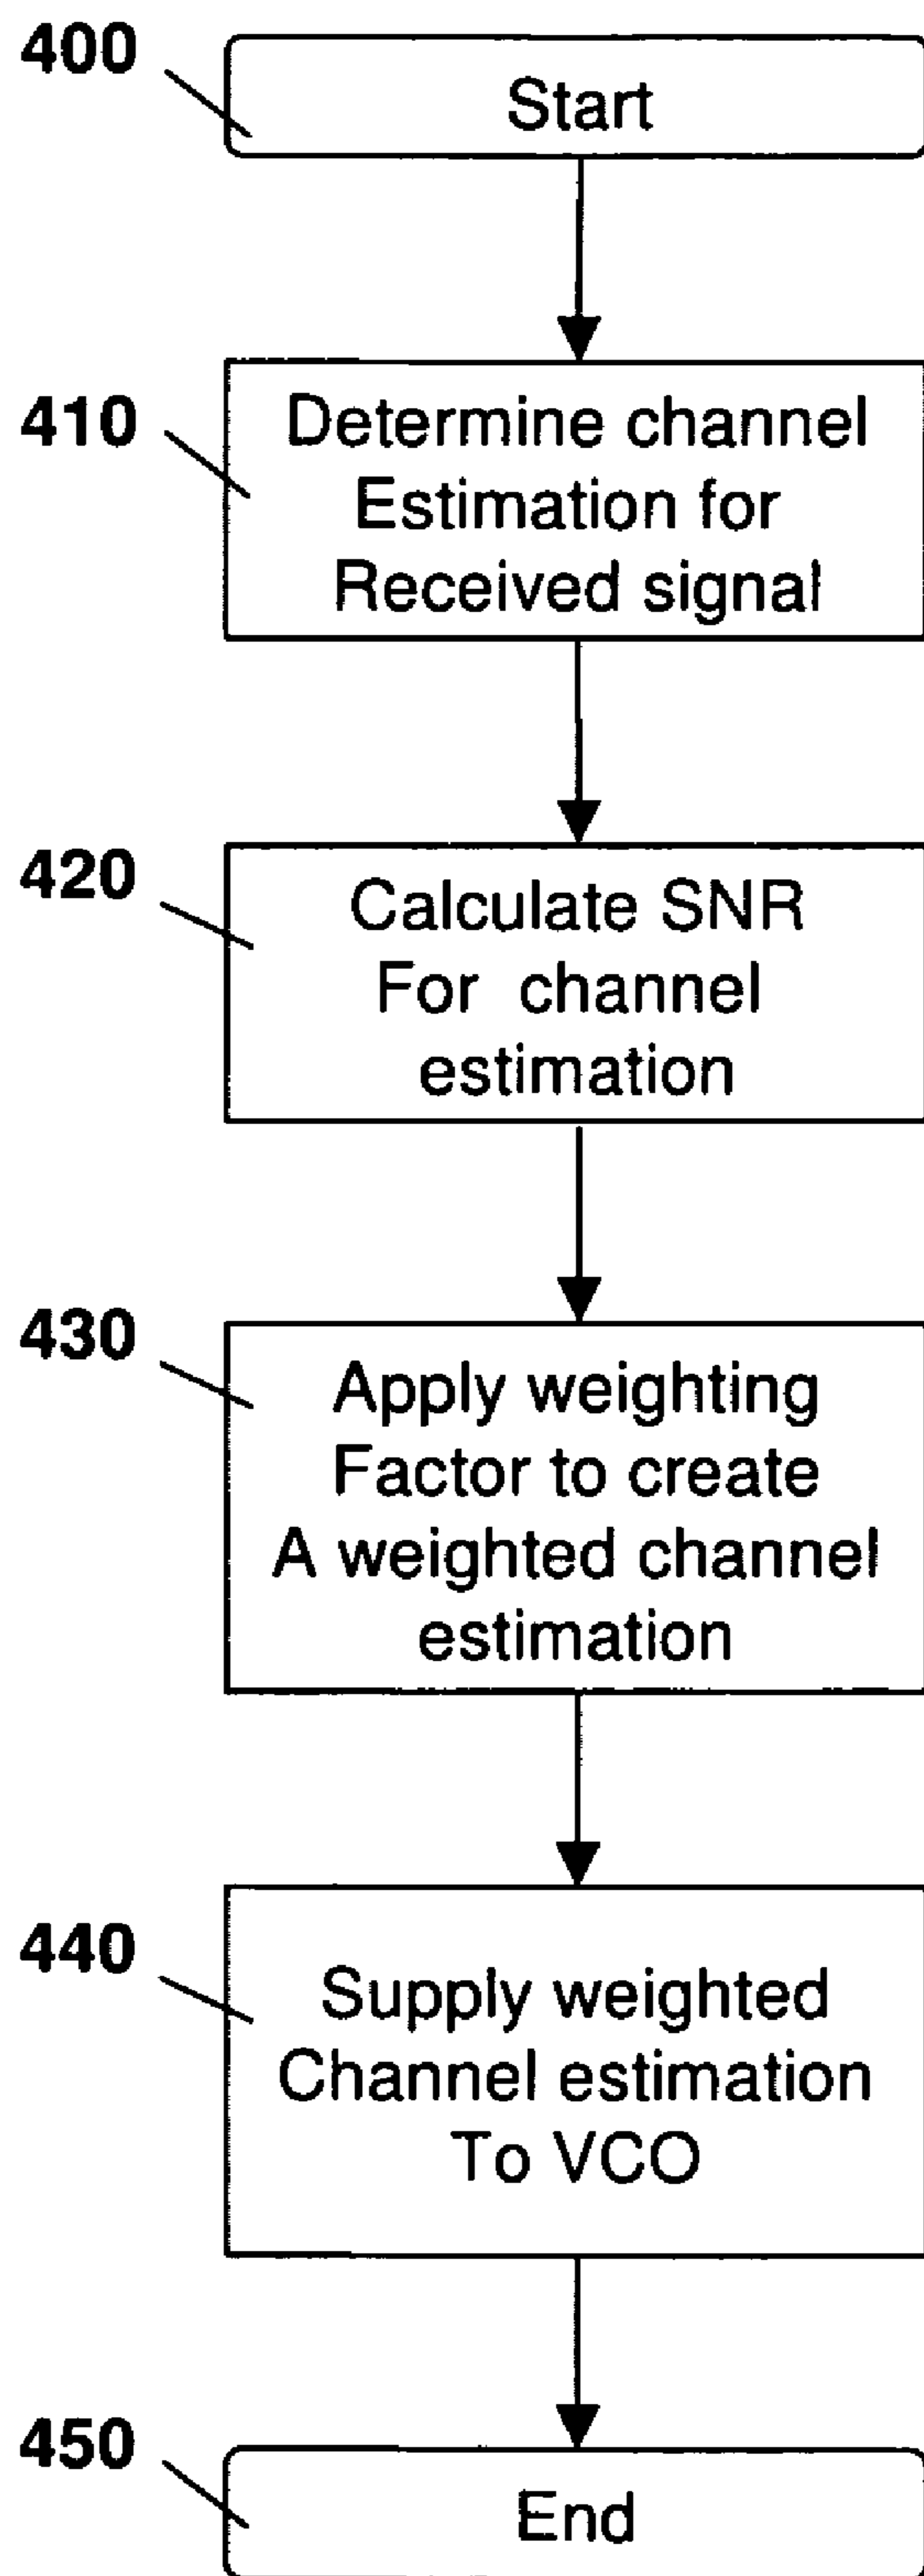 400
Start
410
Determine channel
Estimation for
Received signal
420
Calculate SNR
For channel
estimation
430
Apply weighting
Factor to create
A weighted channel
estimation
440
Supply weighted
Channel estimation
To VCO
450
End